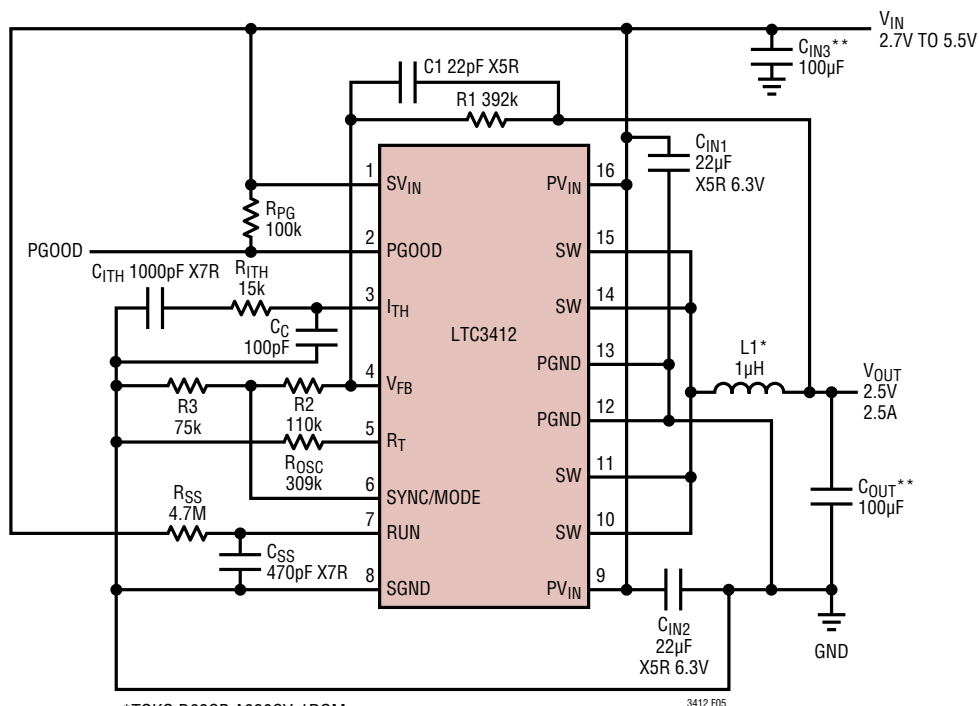 V_IN
2.7V TO 5.5V
C_IN3**
100µF
C1 22pF X5R
R1 392k
C_IN1
22µF
X5R 6.3V
1
SV_IN
16
PV_IN
R_PG
100k
PGOOD
2
PGOOD
15
SW
C_ITH 1000pF X7R
R_ITH
15k
3
I_TH
14
SW
C_C
100pF
LTC3412
13
PGND
L1*
1µH
V_OUT
2.5V
2.5A
4
V_FB
12
PGND
R3
75k
R2
110k
5
R_T
11
SW
R_OSC
309k
6
SYNC/MODE
10
SW
C_OUT**
100µF
R_SS
4.7M
7
RUN
C_SS
470pF X7R
8
SGND
9
PV_IN
C_IN2
22µF
X5R 6.3V
GND
*TOKO
3412 F05